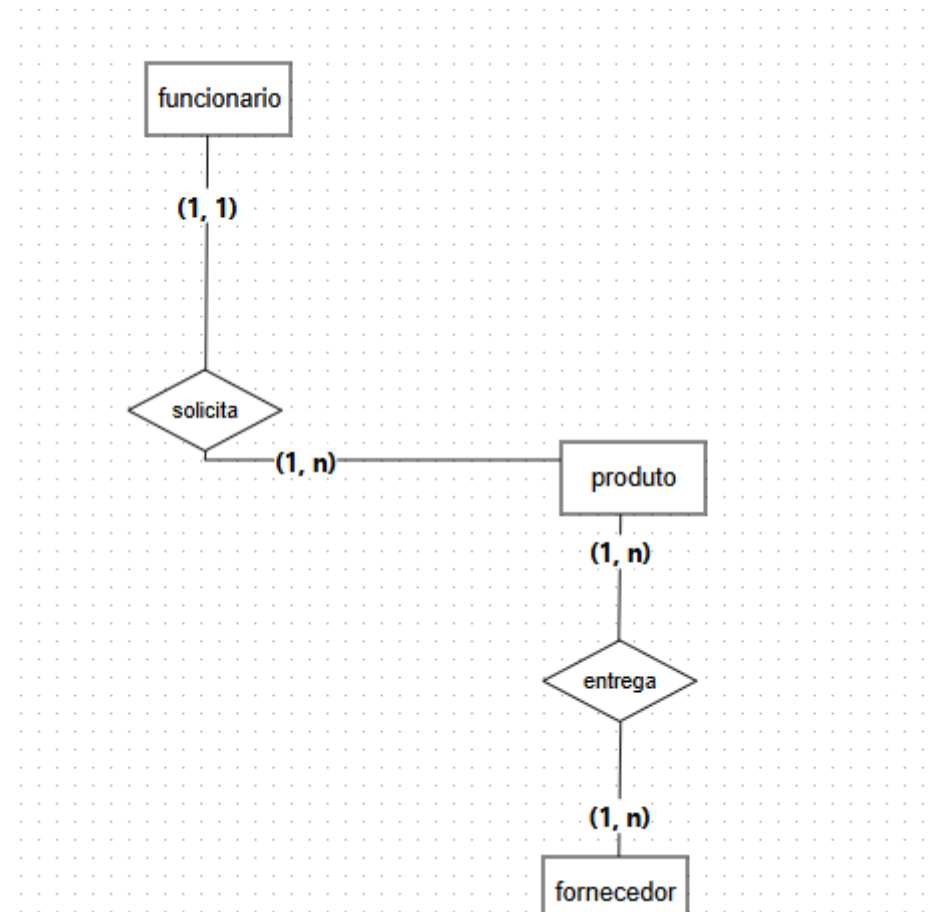 funcionario
(1, 1)
solicita
(1, n)
produto
(1, n)
entrega
(1, n)
fornecedor